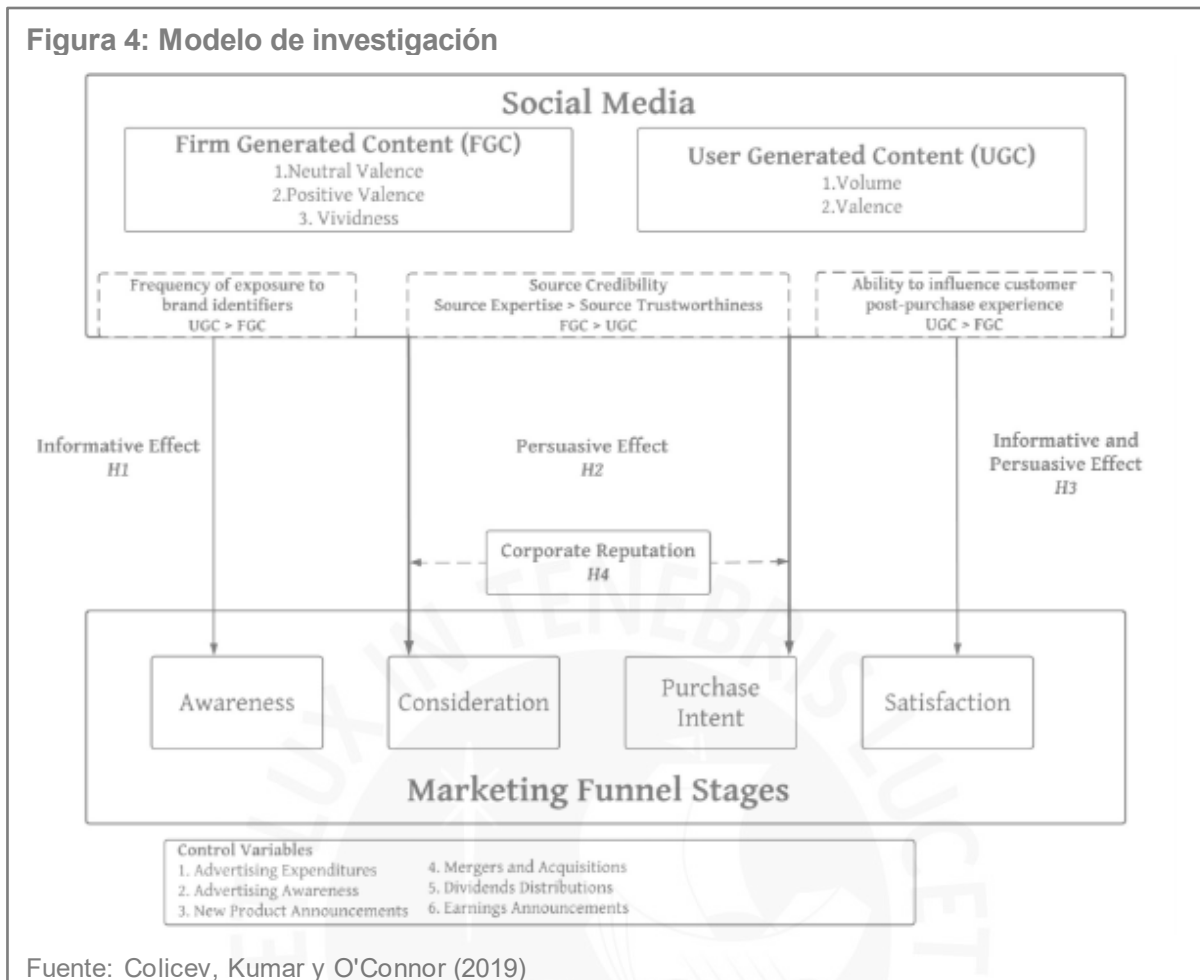 Figura 4: Modelo de investigación
Social Media
Firm Generated Content (FGC)
1.Neutral Valence
2.Positive Valence
3. Vividness
User Generated Content (UGC)
1.Volume
2.Valence
Frequency of exposure to
brand identifiers
UGC > FGC
Source Credibility
Source Expertise > Source Trustworthiness
FGC > UGC
Ability to influence customer
post-purchase experience
UGC > FGC
Informative Effect
H1
Persuasive Effect
H2
Informative and
Persuasive Effect
H3
Corporate Reputation
H4
Awareness
Consideration
Purchase
Intent
Satisfaction
Marketing Funnel Stages
Control Variables
1. Advertising Expenditures
2. Advertising Awareness
3. New Product Announcements
4. Mergers and Acquisitions
5. Dividends Distributions
6. Earnings Announcements
Fuente: Colicev, Kumar y O'Connor (2019)
ET LUX IN TENEBRIS LUCET